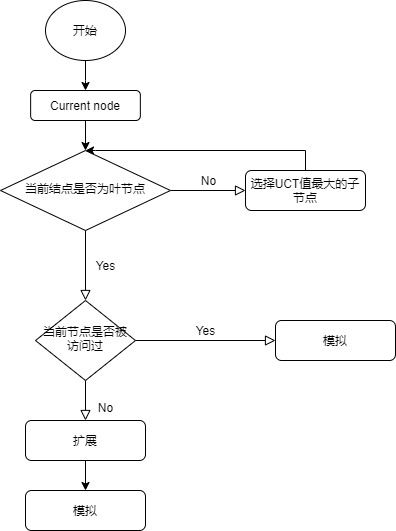 开始
Current node
当前结点是否为叶节点
No
选择UCT值最大的子
节点
Yes
当前节点是否被
访问过
Yes
模拟
No
扩展
模拟